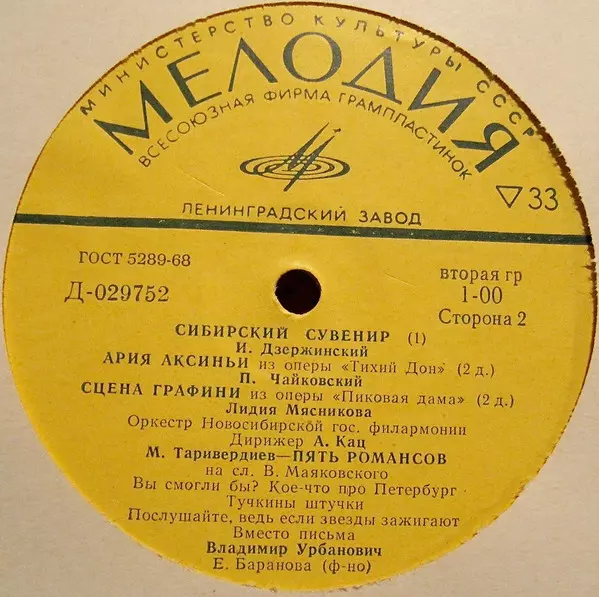 МИНИСТЕРСТВО КУЛЬТУРЫ СССР
МЕЛОДИЯ
ВСЕСОЮЗНАЯ ФИРМА ГРАМПЛАСТИНОК
33
ЛЕНИНГРАДСКИЙ ЗАВОД
ГОСТ 5289-68
вторая гр
Д-029752
1-00
Сторона 2
СИБИРСКИЙ СУВЕНИР (1)
И. Дзержинский
АРИЯ АКСИНЬИ из оперы «Тихий Дон» (2 д.)
П. Чайковский
СЦЕНА ГРАФИНИ из оперы «Пиковая дама» (2 д.)
Лидия Мясникова
Оркестр Новосибирской гос. филармонии
Дирижер А. Кац
М. Таривердиев—ПЯТЬ РОМАНСОВ
на сл. В. Маяковского
Вы смогли бы? Кое-что про Петербург
Тучкины штучки
Послушайте, ведь если звезды зажигают
Вместо письма
Владимир Урбанович
Е. Баранова (ф-но)